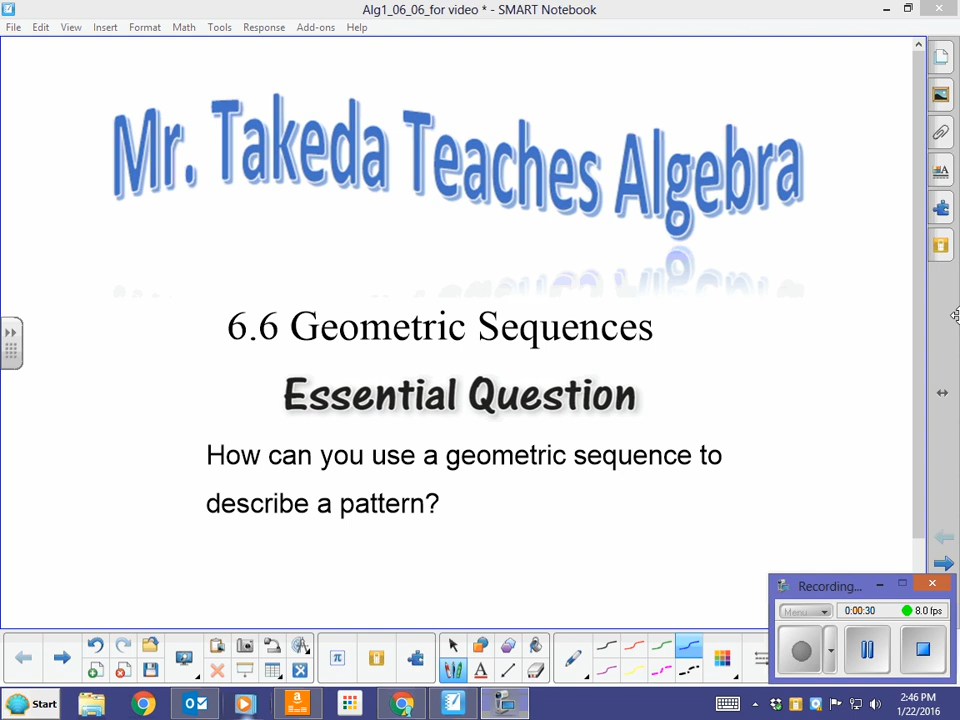 Alg1_06_06_for video * - SMART Notebook
File Edit View Insert Format Math Tools Response Add-ons Help
Mr. Takeda Teaches Algebra
6.6 Geometric Sequences
Essential Question
How can you use a geometric sequence to
describe a pattern?
Recording...
Menu 0:00:30 8.0 fps
Start
2:46 PM
1/22/2016